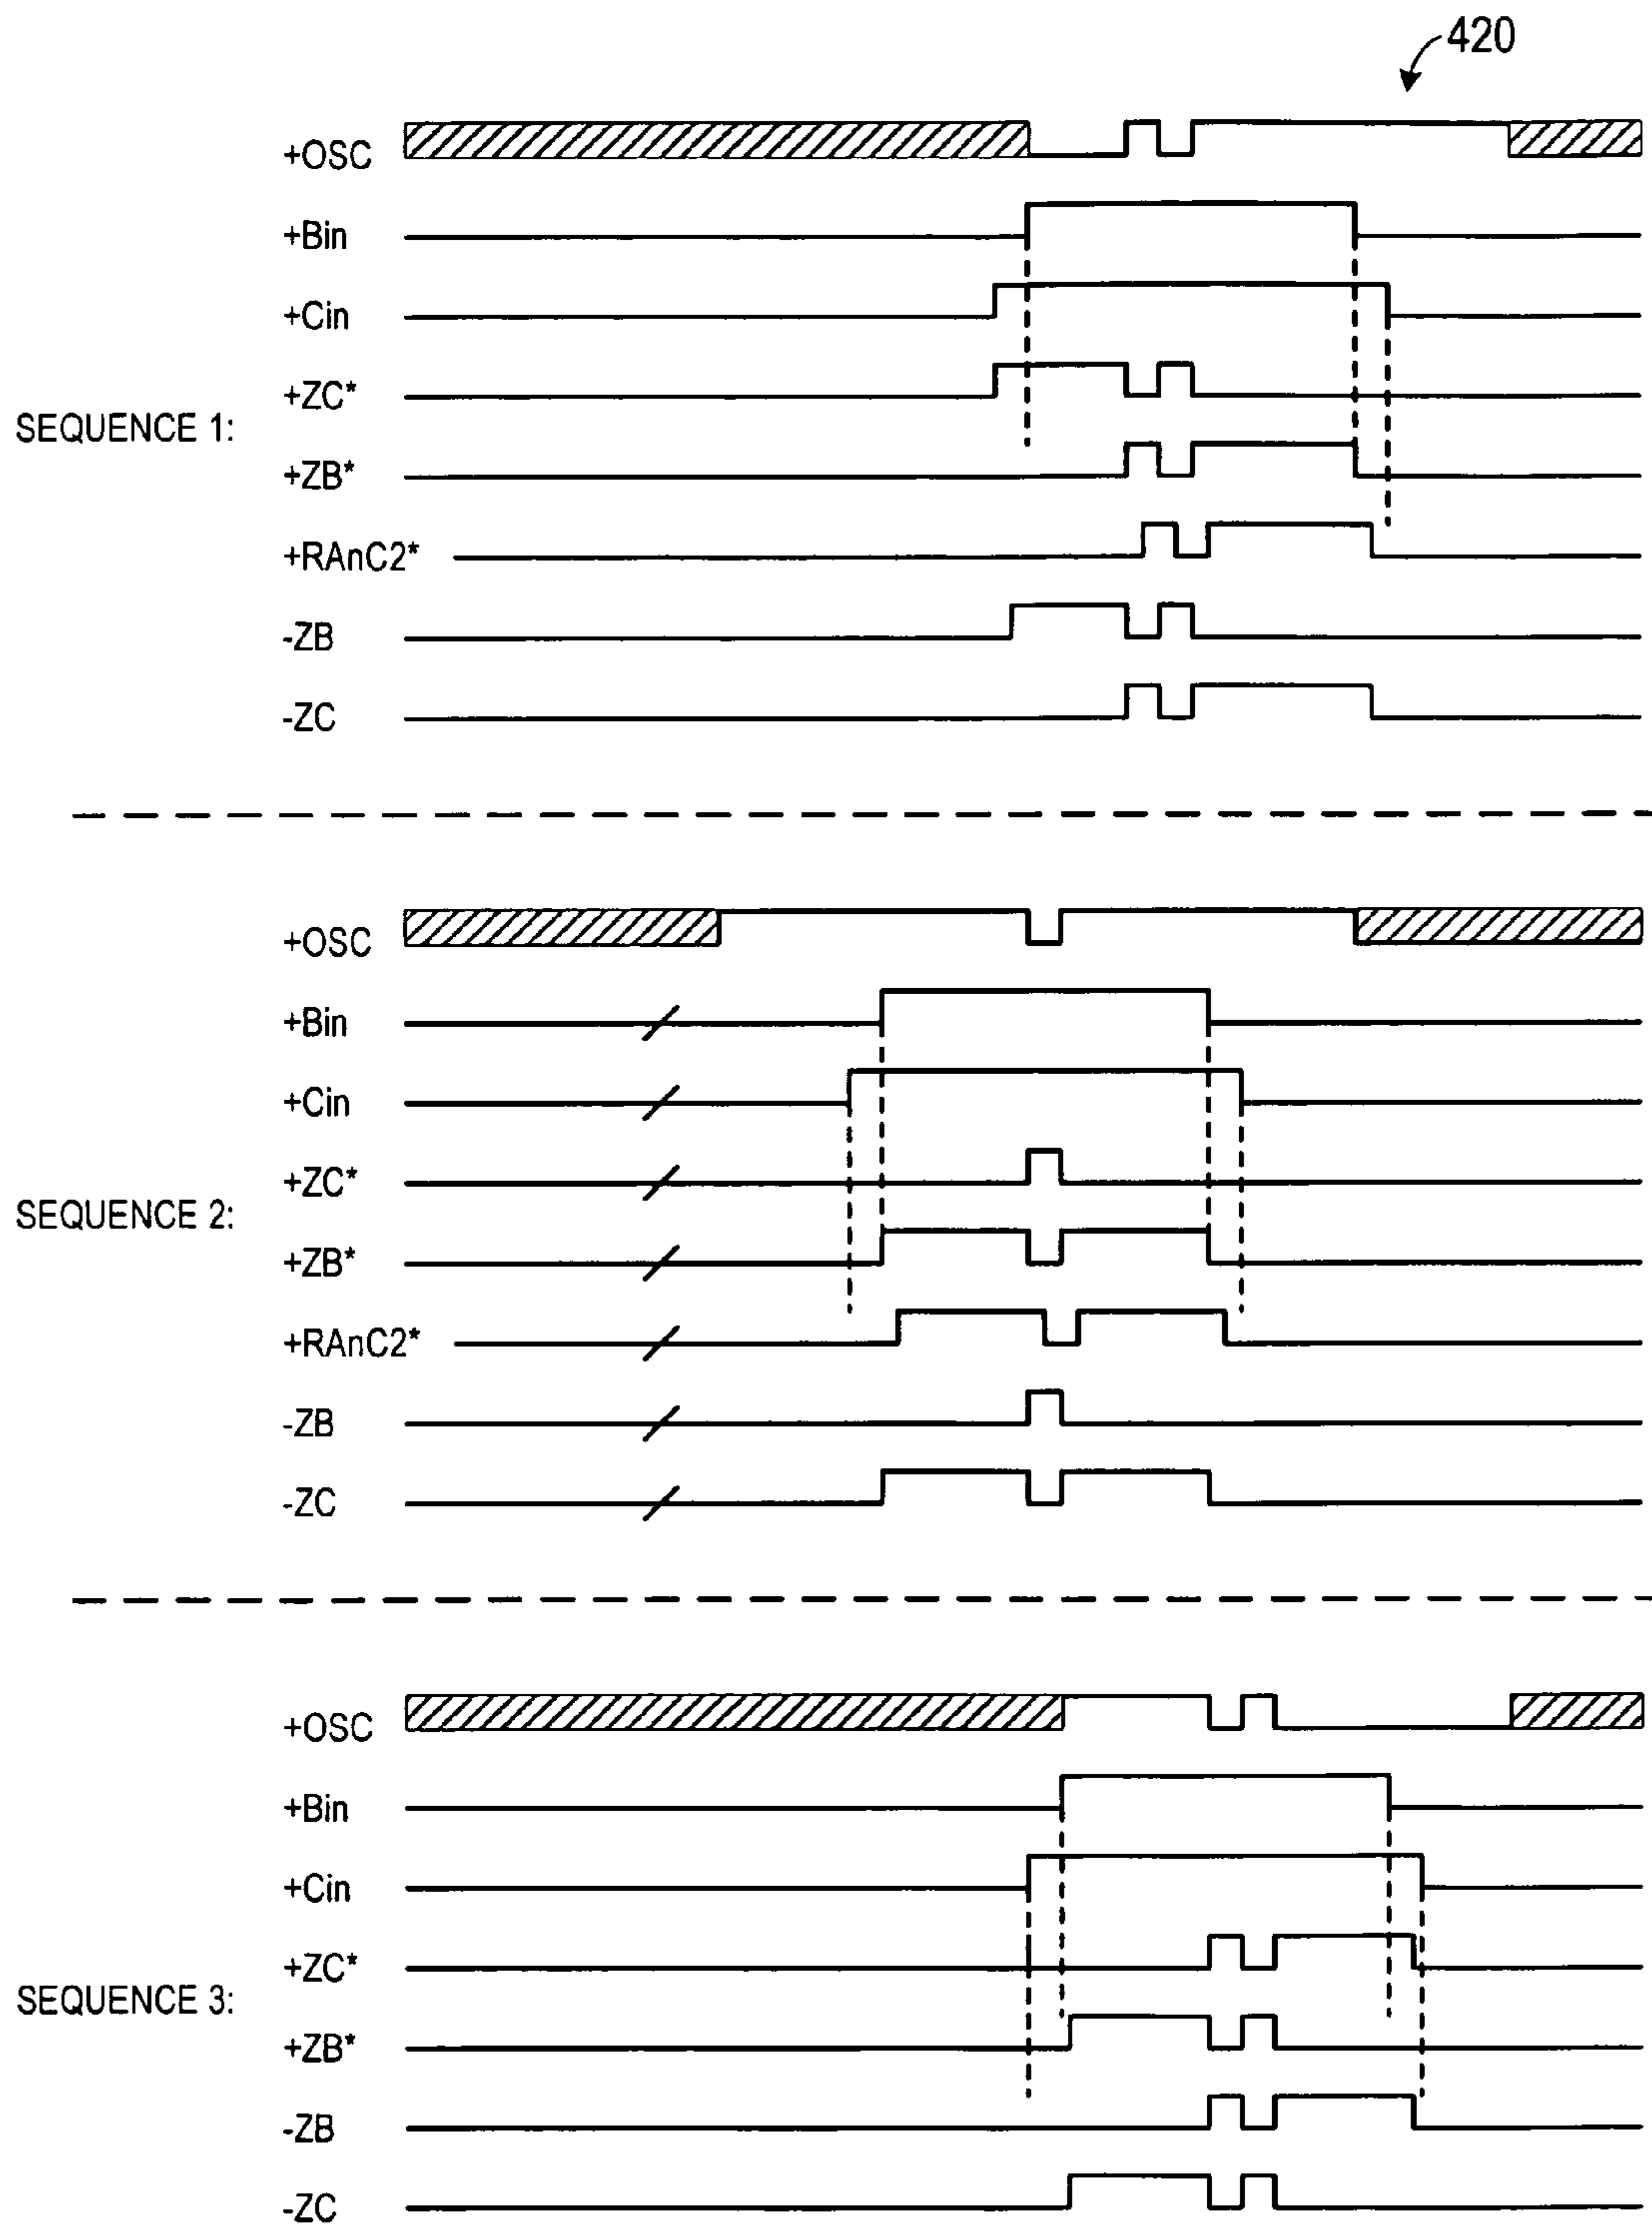 420
+OSC
+Bin
+Cin
+ZC*
SEQUENCE 1:
+ZB*
+RAnC2*
-ZB
-ZC
+OSC
+Bin
+Cin
+ZC*
SEQUENCE 2:
+ZB*
+RAnC2*
-ZB
-ZC
+OSC
+Bin
+Cin
+ZC*
SEQUENCE 3:
+ZB*
-ZB
-ZC